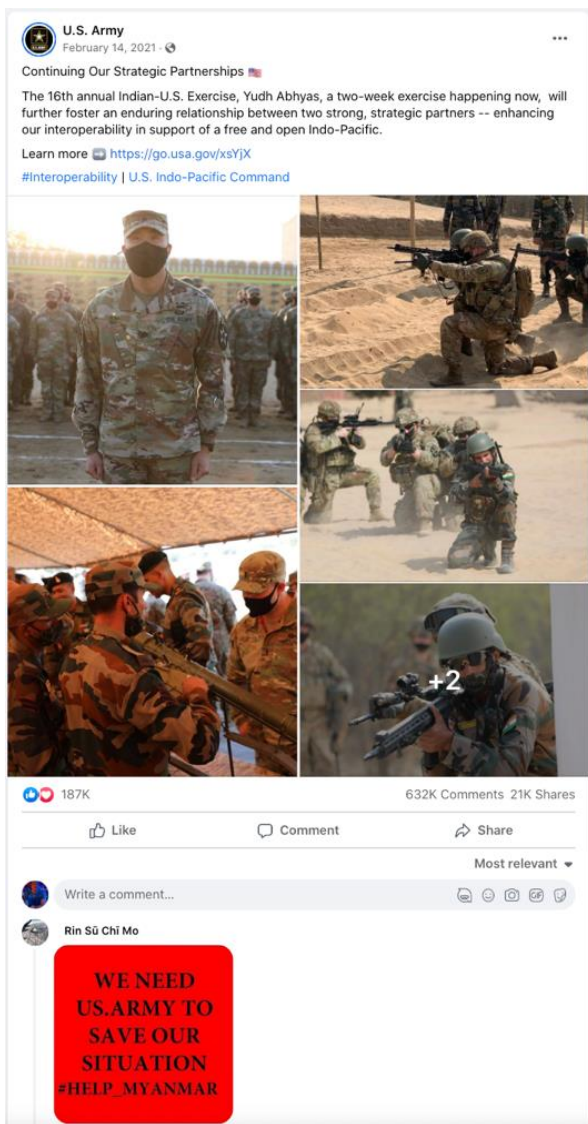 U.S. Army
February 14, 2021 ·
Continuing Our Strategic Partnerships 🇺🇸
The 16th annual Indian-U.S. Exercise, Yudh Abhyas, a two-week exercise happening now, will
further foster an enduring relationship between two strong, strategic partners -- enhancing
our interoperability in support of a free and open Indo-Pacific.
Learn more ➡️ https://go.usa.gov/xsYjX
#Interoperability | U.S. Indo-Pacific Command
+2
187K
632K Comments 21K Shares
Like
Comment
Share
Most relevant
Write a comment...
GIF
Rin Sū Chī Mo
WE NEED
US.ARMY TO
SAVE OUR
SITUATION
#HELP_MYANMAR